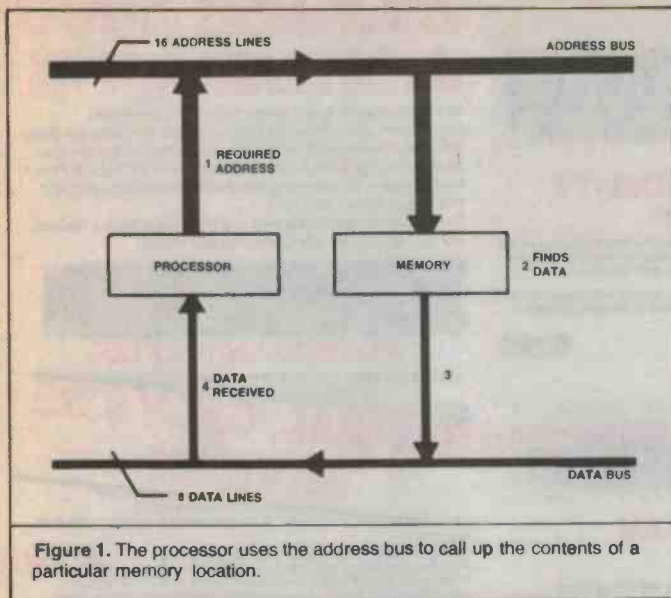 16 ADDRESS LINES
ADDRESS BUS
1 REQUIRED
ADDRESS
PROCESSOR
MEMORY
2 FINDS
DATA
4 DATA
RECEIVED
3
8 DATA LINES
DATA BUS
Figure 1. The processor uses the address bus to call up the contents of a
particular memory location.